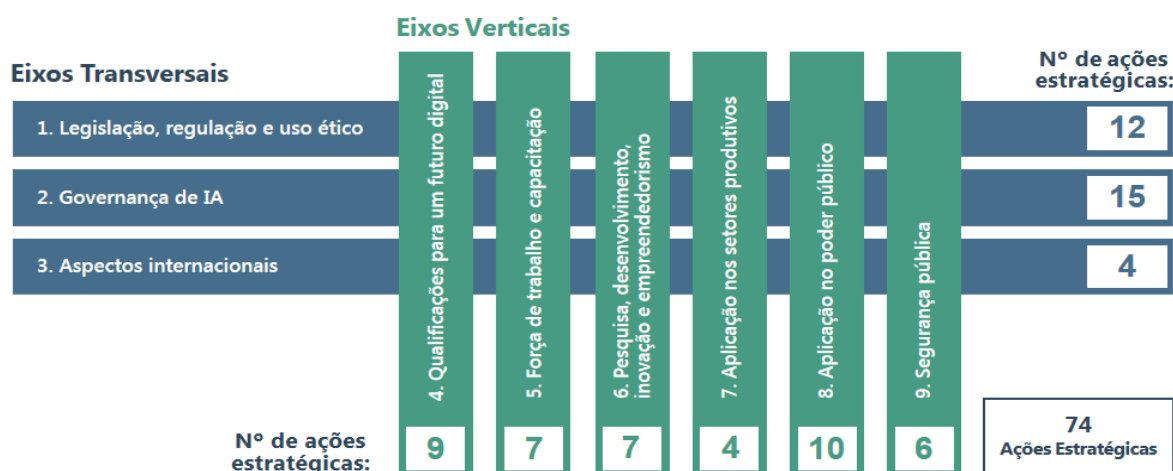 Eixos Verticais
Eixos Transversais
Nº de ações
estratégicas:
1. Legislação, regulação e uso ético
12
2. Governança de IA
15
3. Aspectos internacionais
4
4. Qualificações para um futuro digital
5. Força de trabalho e capacitação
6. Pesquisa, desenvolvimento,
inovação e empreendedorismo
7. Aplicação nos setores produtivos
8. Aplicação no poder público
9. Segurança pública
Nº de ações
estratégicas:
9
7
7
4
10
6
74
Ações Estratégicas